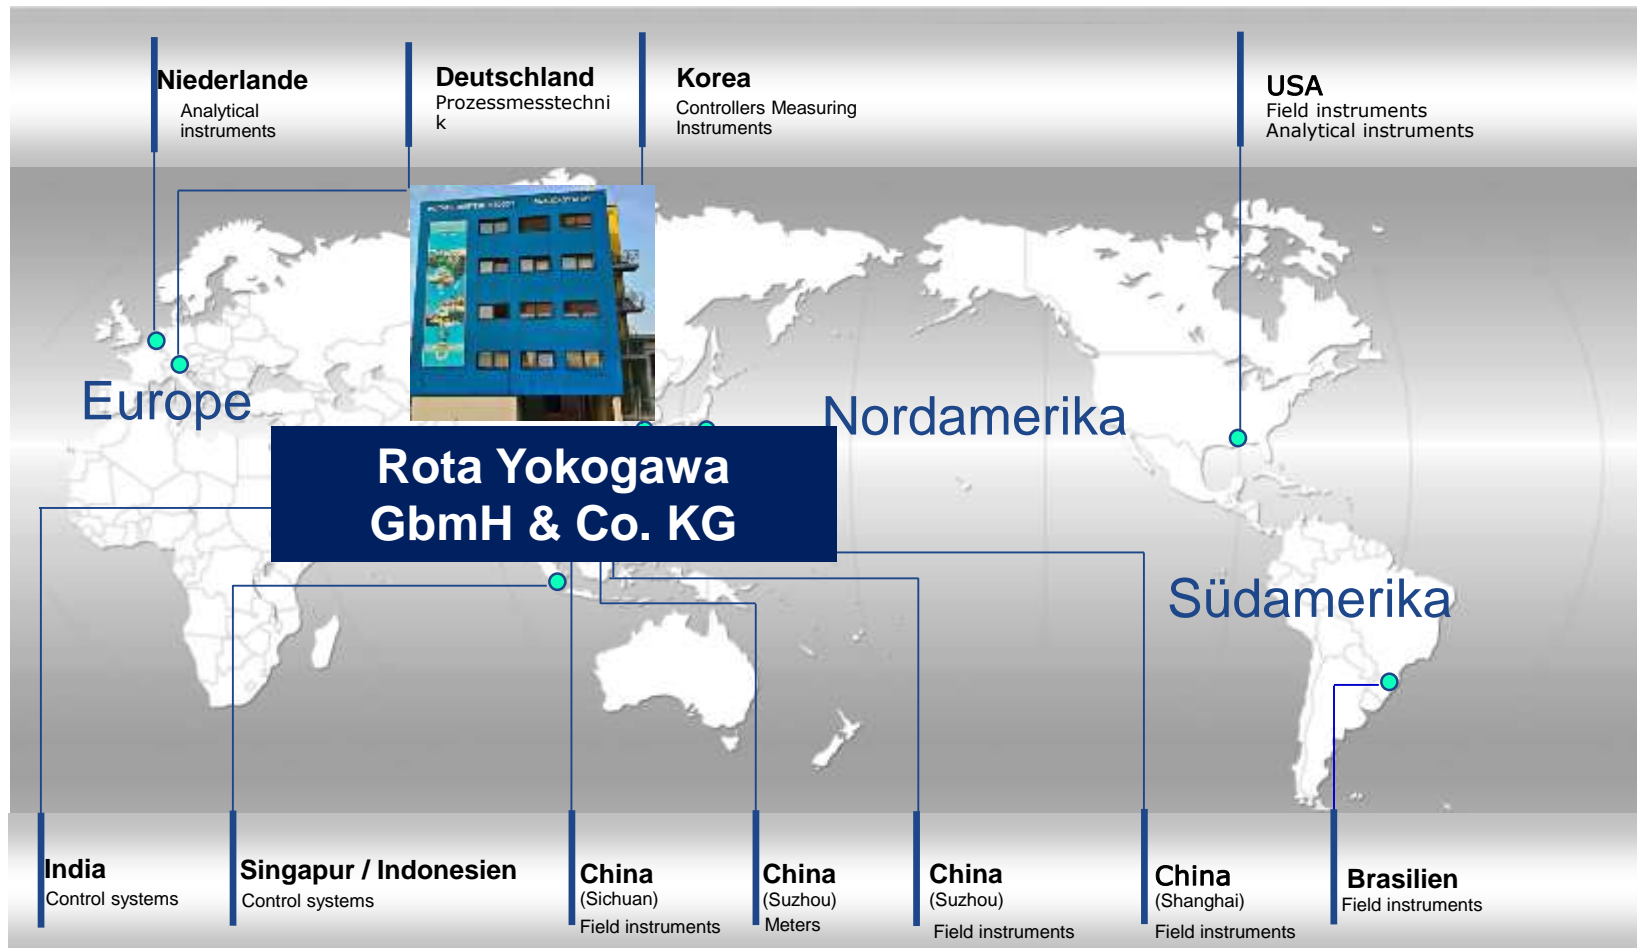 Niederlande
Analytical
instruments
Deutschland
Prozessmesstechni
k
Korea
Controllers Measuring
Instruments
USA
Field instruments
Analytical instruments
Europe
Nordamerika
Rota Yokogawa
GbmH & Co. KG
Südamerika
India
Control systems
Singapur / Indonesien
Control systems
China
(Sichuan)
Field instruments
China
(Suzhou)
Meters
China
(Suzhou)
Field instruments
China
(Shanghai)
Field instruments
Brasilien
Field instruments